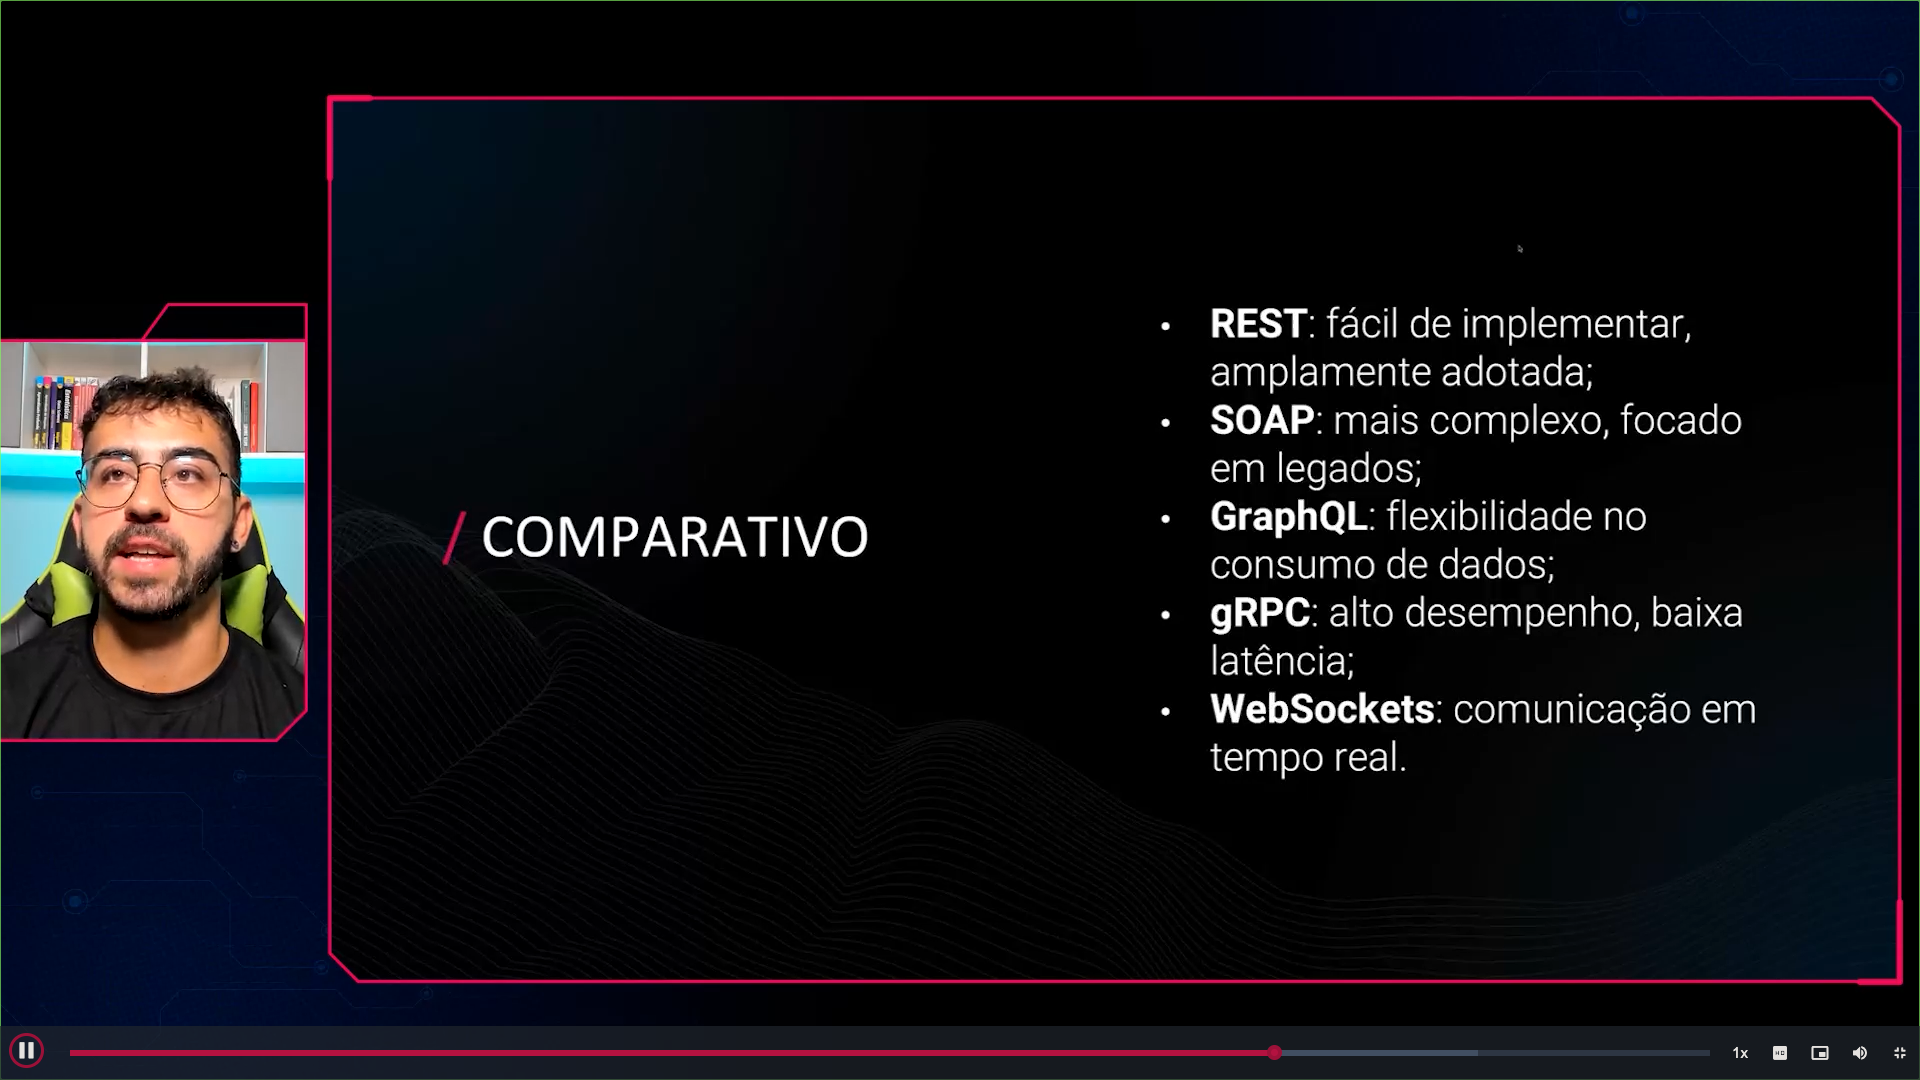 / COMPARATIVO
• REST: fácil de implementar,
amplamente adotada;
• SOAP: mais complexo, focado
em legados;
• GraphQL: flexibilidade no
consumo de dados;
• gRPC: alto desempenho, baixa
latência;
• WebSockets: comunicação em
tempo real.
1x